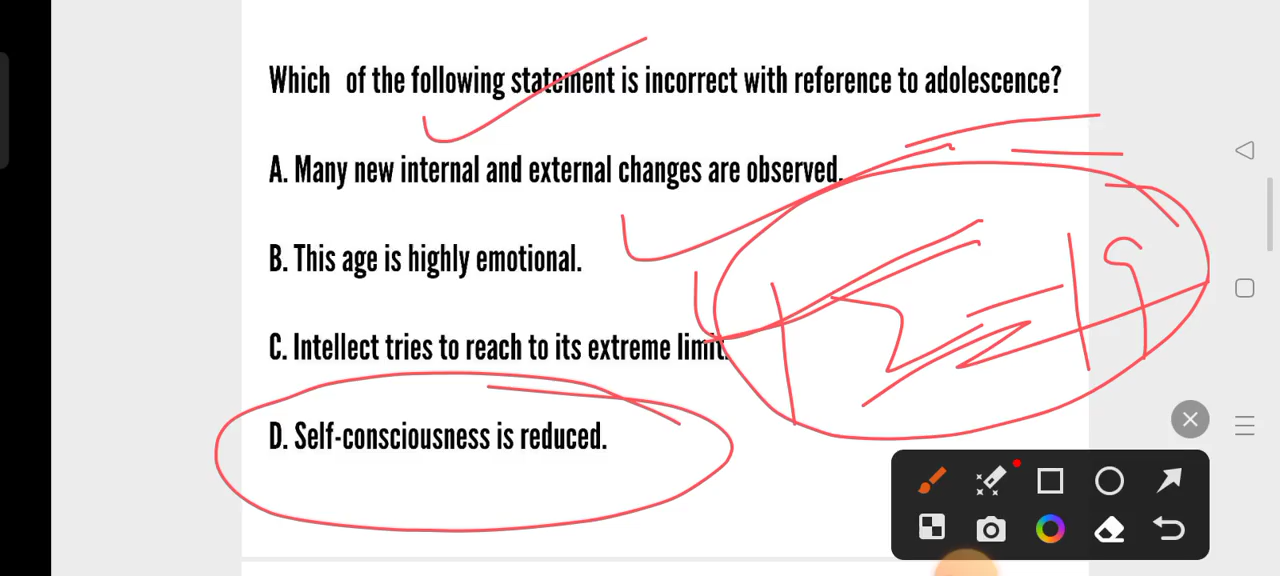 Which of the following statement is incorrect with reference to adolescence?
A. Many new internal and external changes are observed.
B. This age is highly emotional.
C. Intellect tries to reach to its extreme limit.
D. Self-consciousness is reduced.